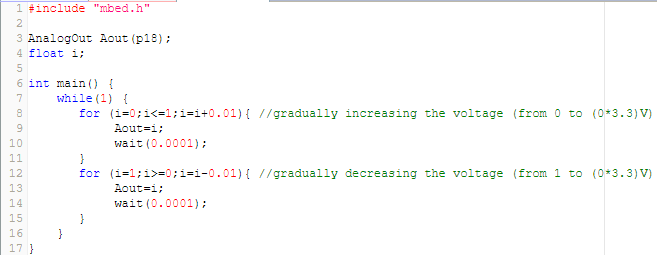 1 #include "mbed.h"
2
3 AnalogOut Aout(p18);
4 float i;
5
6 int main() {
7     while(1) {
8         for (i=0;i<=1;i=i+0.01){ //gradually increasing the voltage (from 0 to (0*3.3)V)
9             Aout=i;
10             wait(0.0001);
11         }
12         for (i=1;i>=0;i=i-0.01){ //gradually decreasing the voltage (from 1 to (0*3.3)V)
13             Aout=i;
14             wait(0.0001);
15         }
16     }
17 }